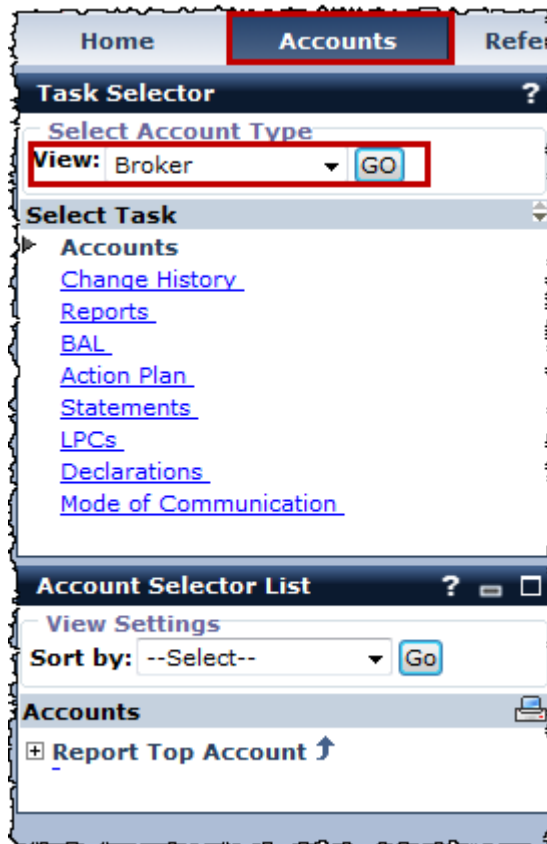 Home Accounts Refe
Task Selector ?
Select Account Type
View: Broker GO
Select Task
Accounts
Change History
Reports
BAL
Action Plan
Statements
LPCs
Declarations
Mode of Communication
Account Selector List ?
View Settings
Sort by: --Select-- Go
Accounts
Report Top Account